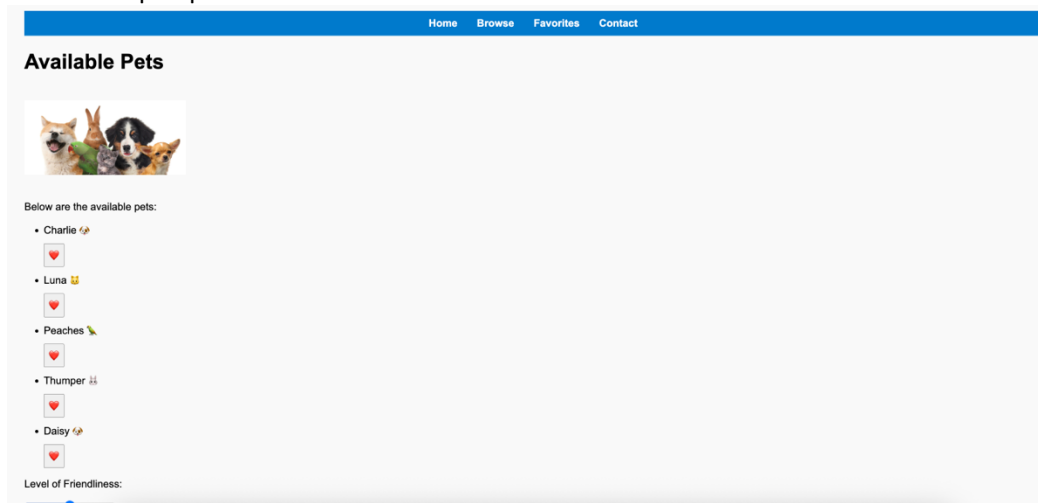 Home Browse Favorites Contact
Available Pets
Below are the available pets:
Charlie 🐶
Luna 🐱
Peaches 🦜
Thumper 🐰
Daisy 🐶
Level of Friendliness: